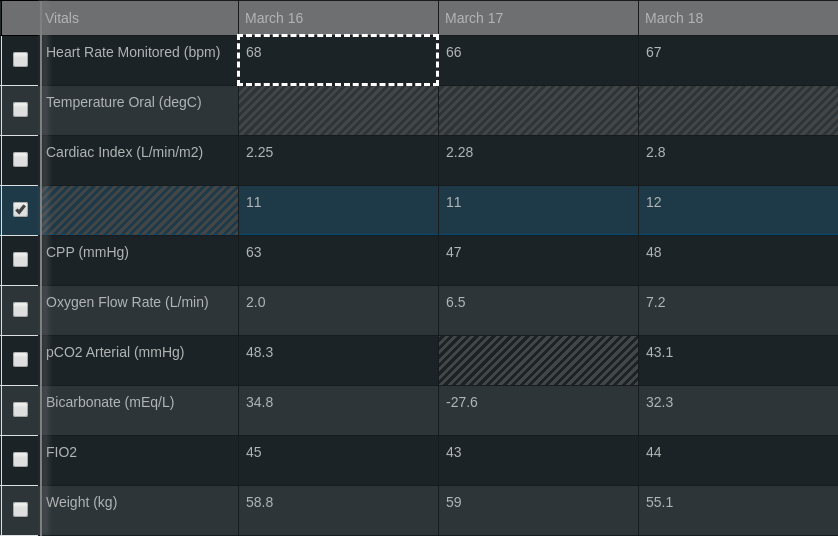 Vitals March 16 March 17 March 18
Heart Rate Monitored (bpm) 68 66 67
Temperature Oral (degC)
Cardiac Index (L/min/m2) 2.25 2.28 2.8
11 11 12
CPP (mmHg) 63 47 48
Oxygen Flow Rate (L/min) 2.0 6.5 7.2
pCO2 Arterial (mmHg) 48.3 43.1
Bicarbonate (mEq/L) 34.8 -27.6 32.3
FIO2 45 43 44
Weight (kg) 58.8 59 55.1